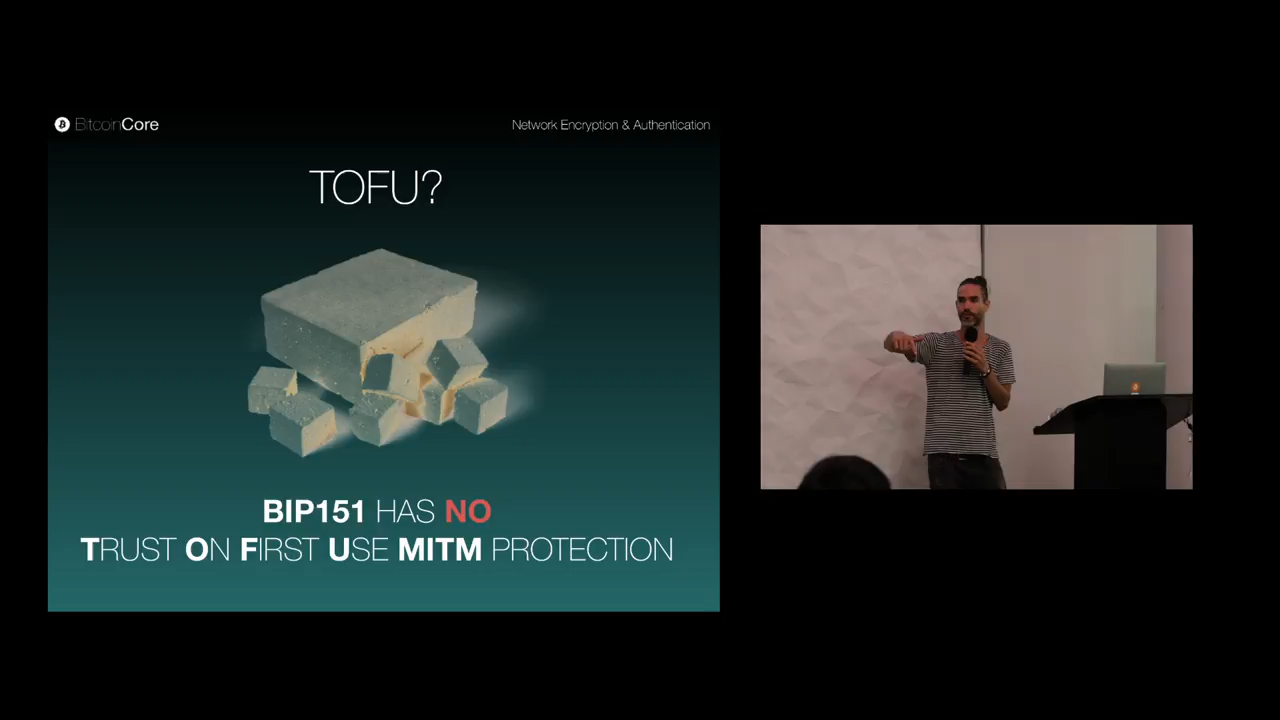 BitcoinCore
Network Encryption & Authentication
TOFU?
BIP151 HAS NO
TRUST ON FIRST USE MITM PROTECTION